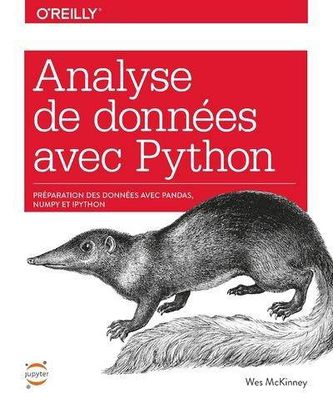 O'REILLY®
Analyse
de données
avec Python
PRÉPARATION DES DONNÉES AVEC PANDAS,
NUMPY ET IPYTHON
jupyter
Wes McKinney